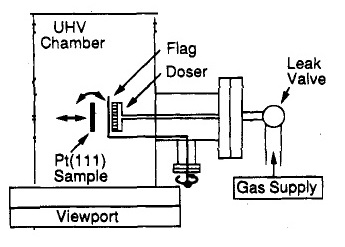 UHV
Chamber
Flag
Doser
Leak
Valve
Pt(111)
Sample
Gas Supply
Viewport